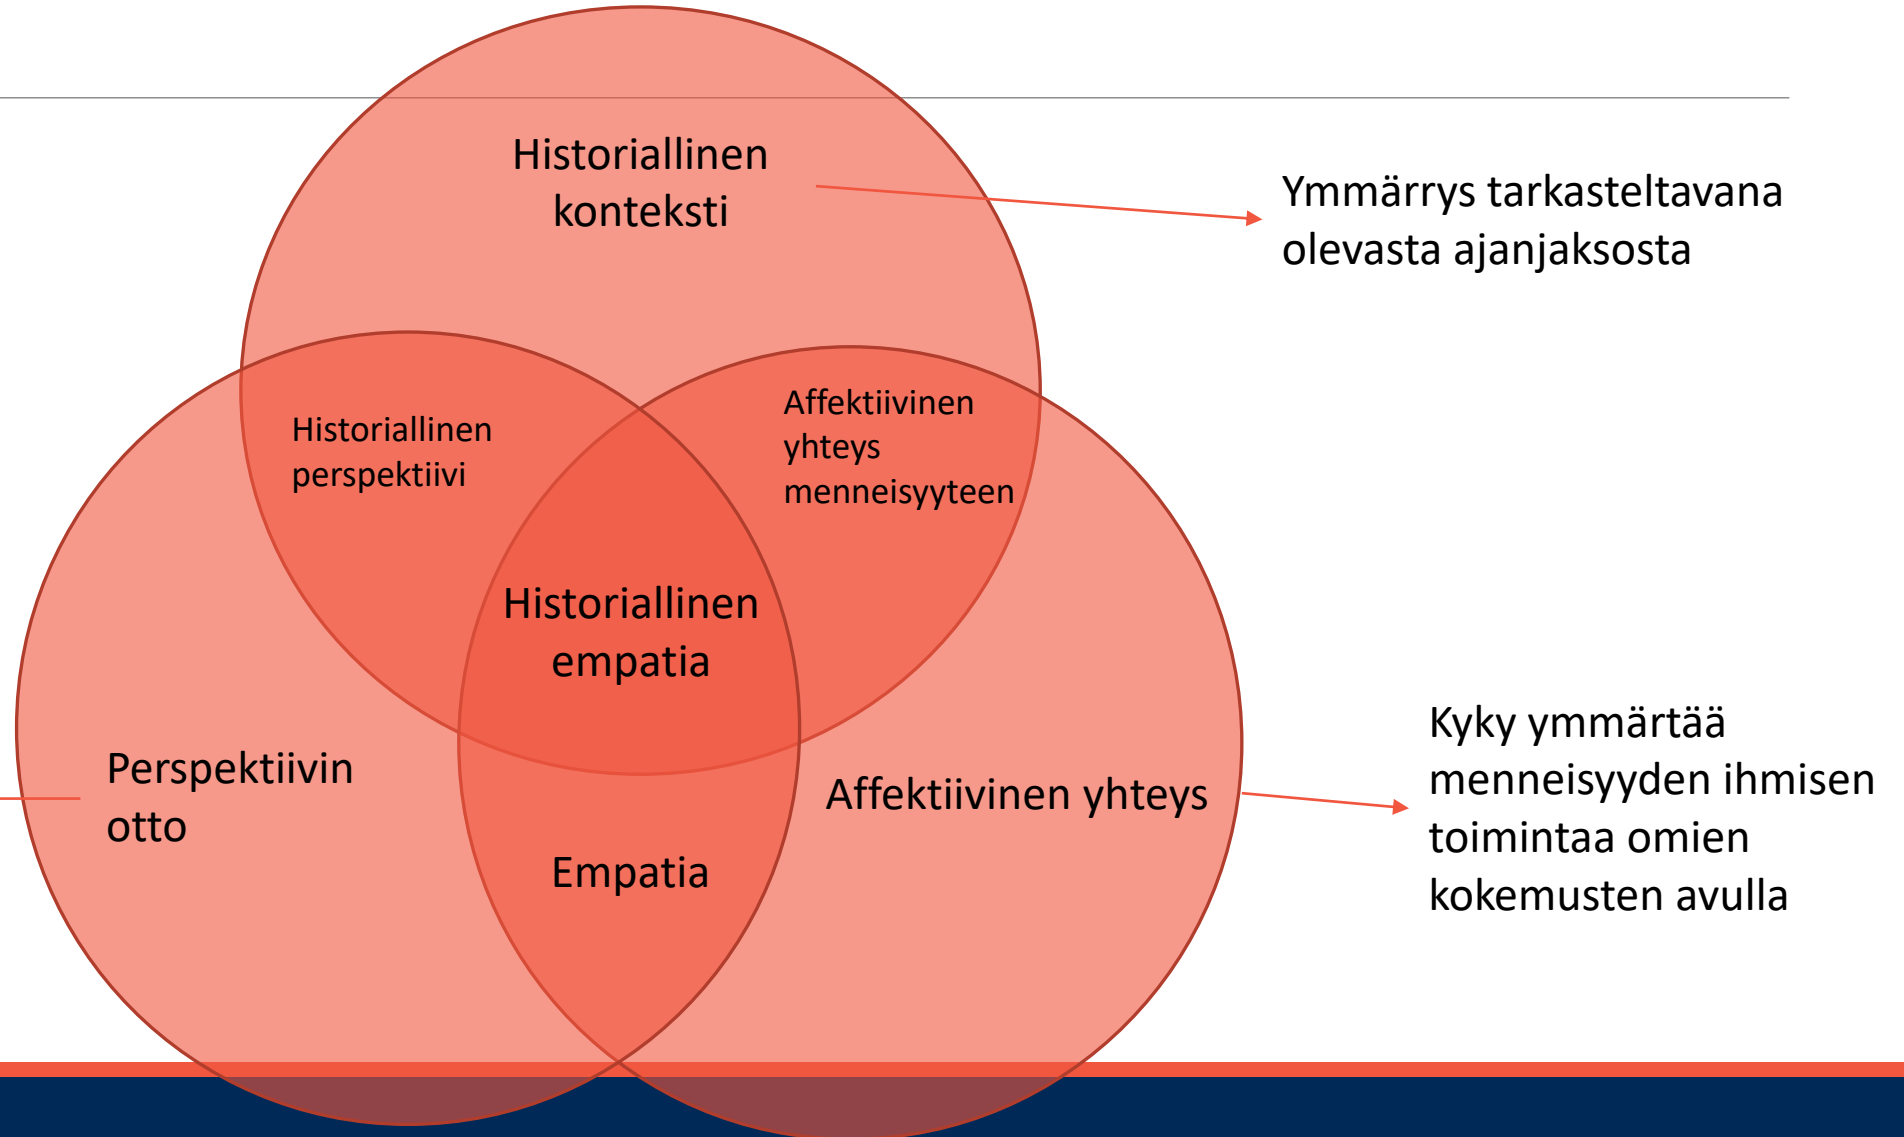 Historiallinen
konteksti
Ymmärrys tarkasteltavana
olevasta ajanjaksosta
Historiallinen
perspektiivi
Affektiivinen
yhteys
menneisyyteen
Historiallinen
empatia
Perspektiivin
otto
Affektiivinen yhteys
Empatia
Kyky ymmärtää
menneisyyden ihmisen
toimintaa omien
kokemusten avulla